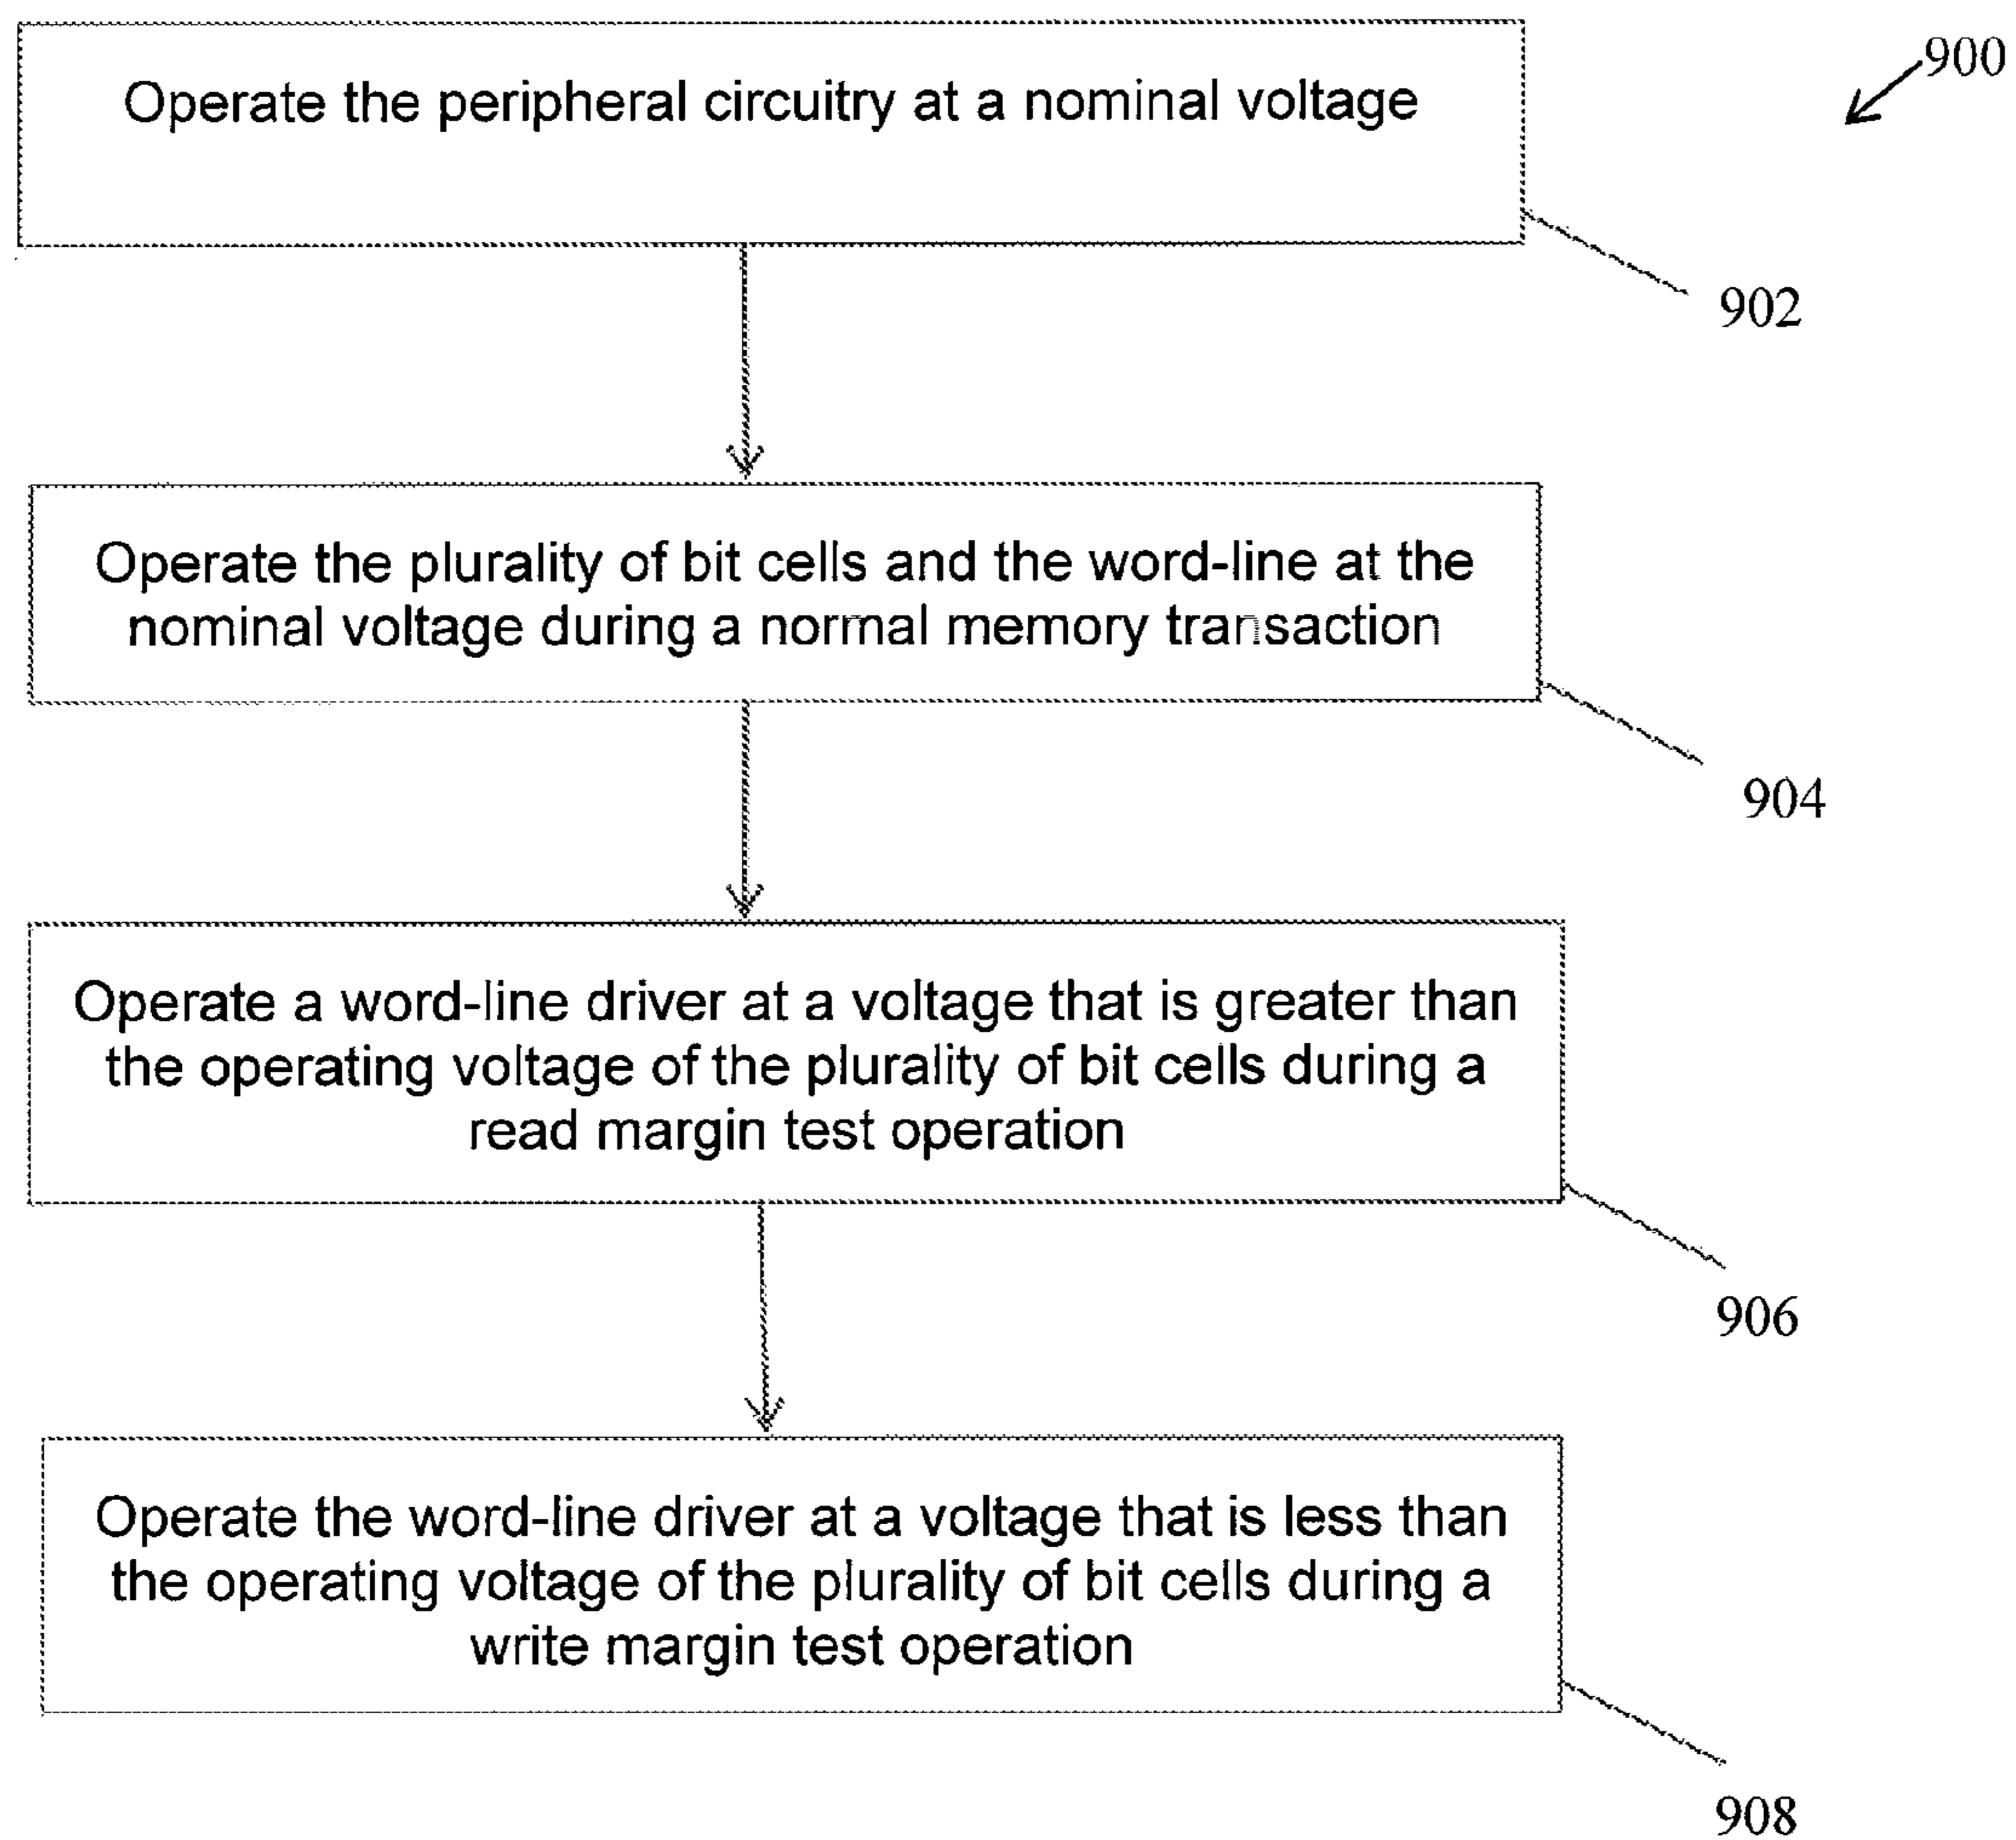 Operate the peripheral circuitry at a nominal voltage
900
902
Operate the plurality of bit cells and the word-line at the
nominal voltage during a normal memory transaction
904
Operate a word-line driver at a voltage that is greater than
the operating voltage of the plurality of bit cells during a
read margin test operation
906
Operate the word-line driver at a voltage that is less than
the operating voltage of the plurality of bit cells during a
write margin test operation
908